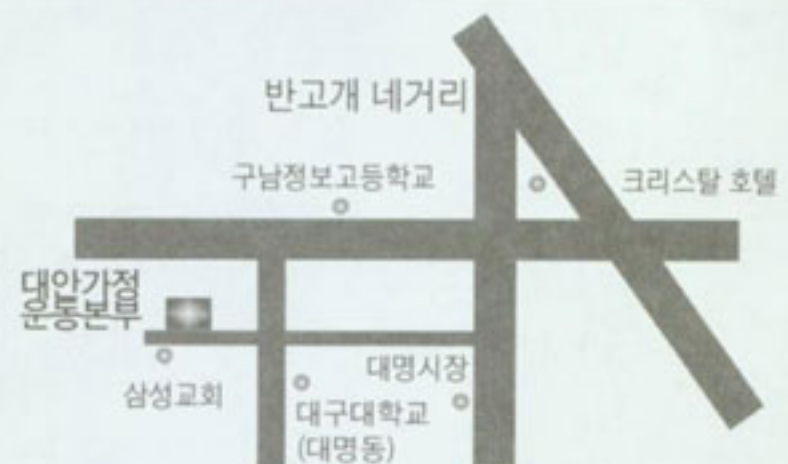 반고개 네거리
구남정보고등학교
크리스탈 호텔
대안가정
운동본부
대명시장
삼성교회
대구대학교
(대명동)